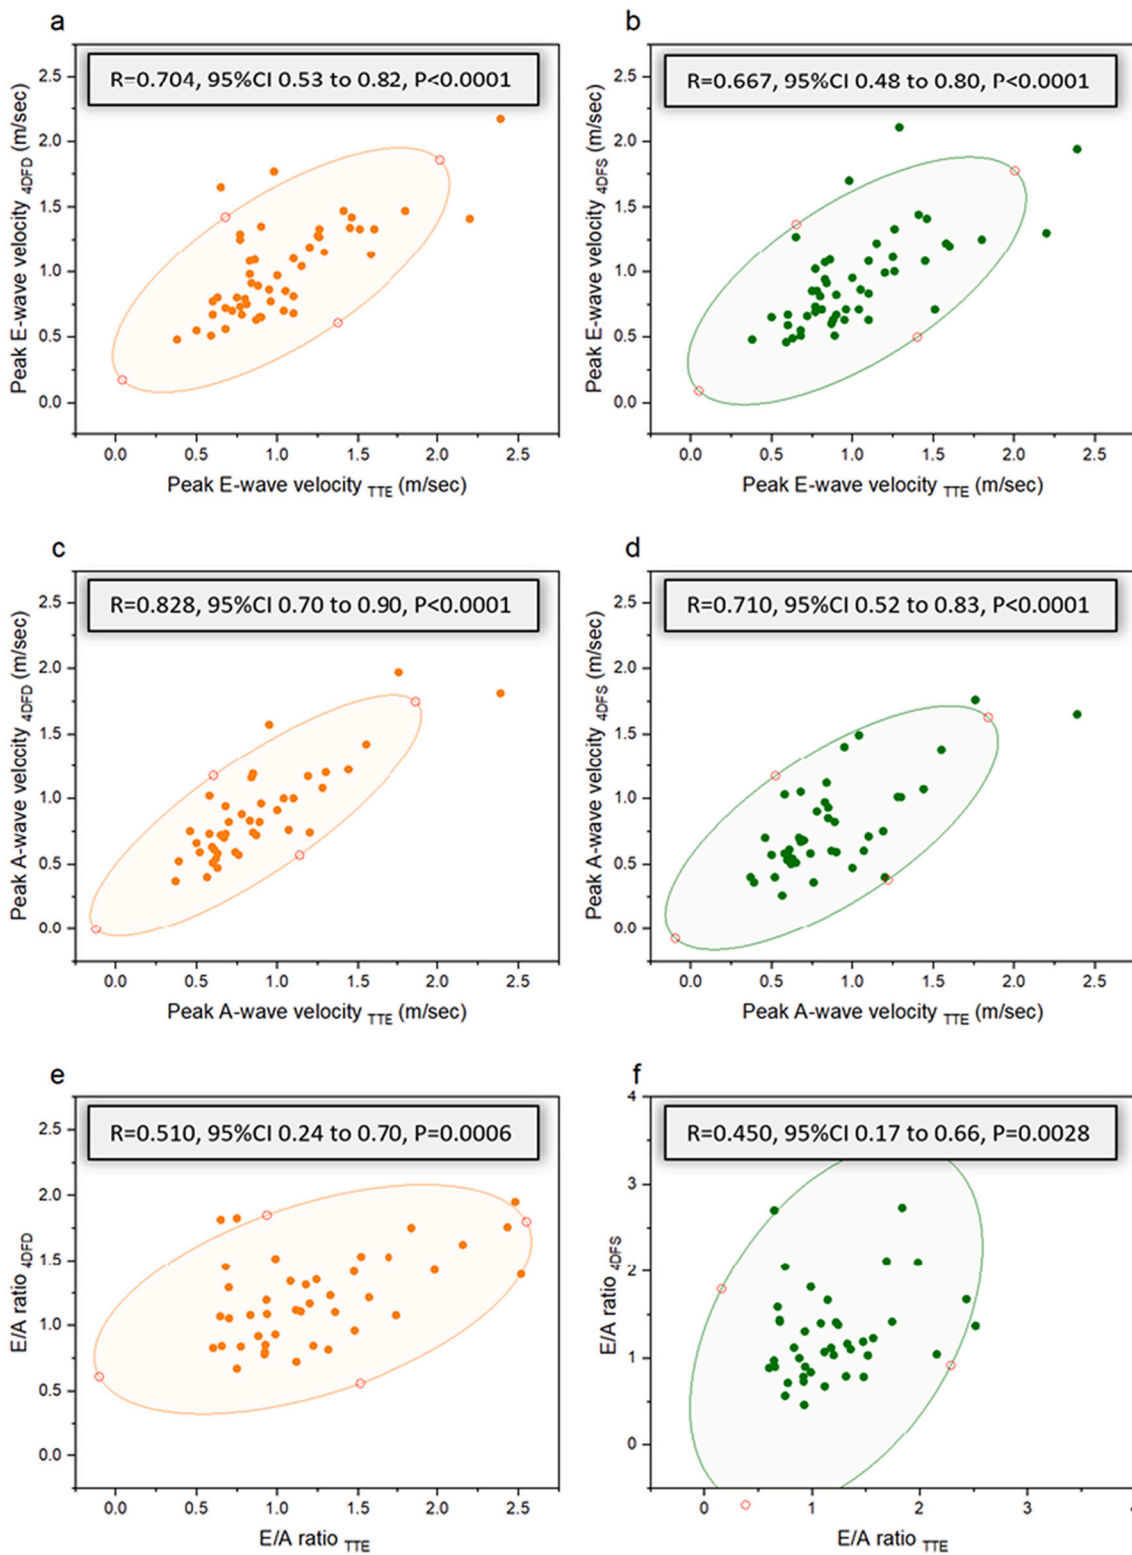 a
R=0.704, 95%CI 0.53 to 0.82, P<0.0001
Peak E-wave velocity 4DFD (m/sec)
2.5
2.0
1.5
1.0
0.5
0.0
0.0 0.5 1.0 1.5 2.0 2.5
Peak E-wave velocity TTE (m/sec)
b
R=0.667, 95%CI 0.48 to 0.80, P<0.0001
Peak E-wave velocity 4DFS (m/sec)
2.5
2.0
1.5
1.0
0.5
0.0
0.0 0.5 1.0 1.5 2.0 2.5
Peak E-wave velocity TTE (m/sec)
c
R=0.828, 95%CI 0.70 to 0.90, P<0.0001
Peak A-wave velccity 4DFD (m/sec)
2.5
2.0
1.5
1.0
0.5
0.0
0.0 0.5 1.0 1.5 2.0 2.5
Peak A-wave velocity TTE (m/sec)
d
R=0.710, 95%CI 0.52 to 0.83, P<0.0001
Peak A-wave velccity 4DFS (m/sec)
2.5
2.0
1.5
1.0
0.5
0.0
0.0 0.5 1.0 1.5 2.0 2.5
Peak A-wave velocity TTE (m/sec)
e
R=0.510, 95%CI 0.24 to 0.70, P=0.0006
E/A ratio 4DFD
2.5
2.0
1.5
1.0
0.5
0.0
0.0 0.5 1.0 1.5 2.0 2.5
E/A ratio TTE
f
R=0.450, 95%CI 0.17 to 0.66, P=0.0028
E/A ratio 4DFS
4
3
2
1
0
0 1 2 3
E/A ratio TTE